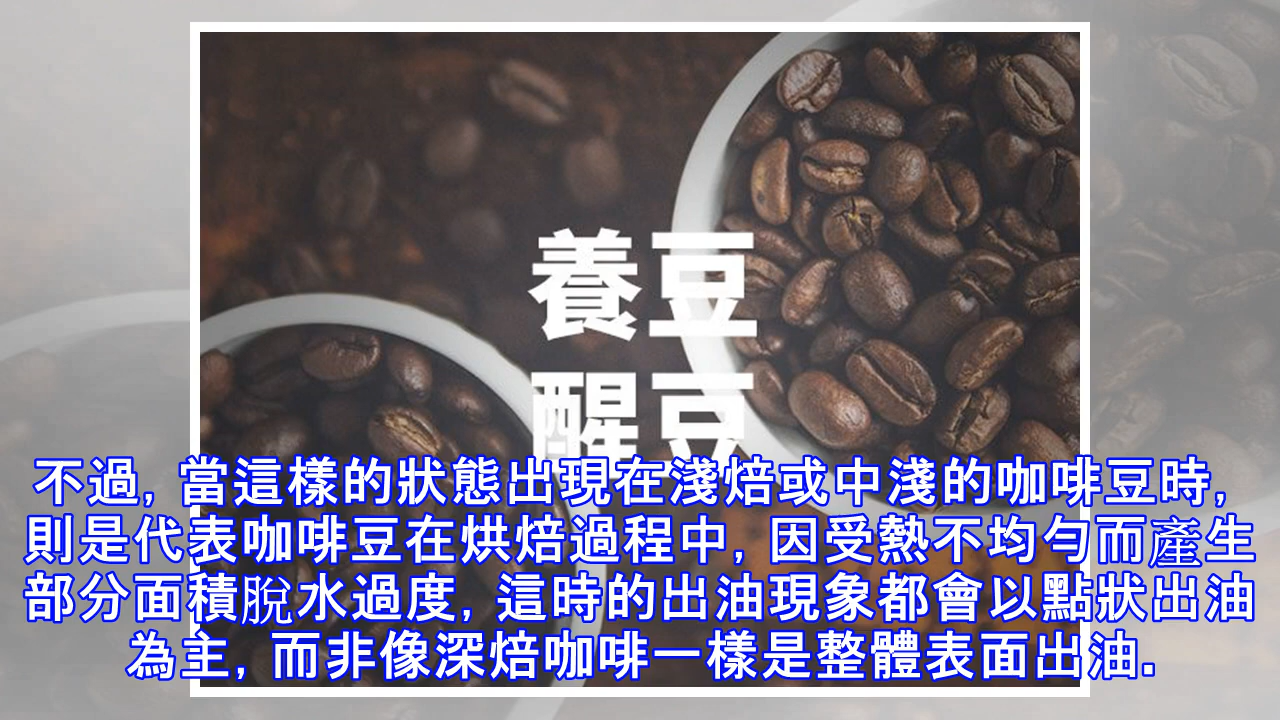 養豆
醒豆
不過, 當這樣的狀態出現在淺焙或中淺的咖啡豆時,
則是代表咖啡豆在烘焙過程中, 因受熱不均勻而產生
部分面積脫水過度, 這時的出油現象都會以點狀出油
為主, 而非像深焙咖啡一樣是整體表面出油.